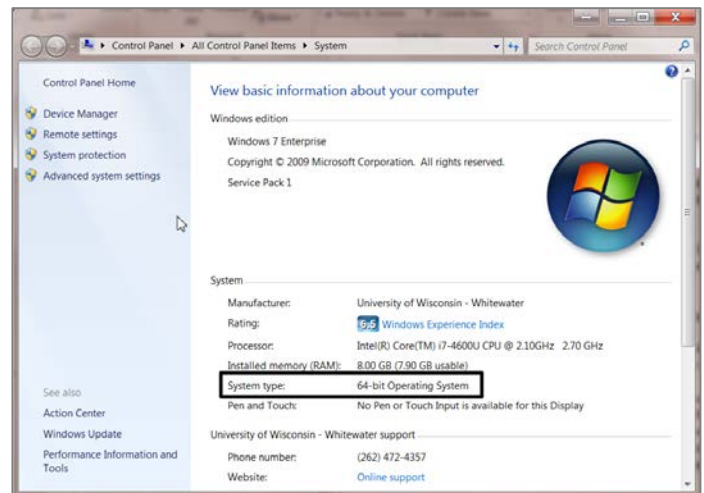 Control Panel ▸ All Control Panel Items ▸ System
Search Control Panel
Control Panel Home
Device Manager
Remote settings
System protection
Advanced system settings
See also
Action Center
Windows Update
Performance Information and
Tools
View basic information about your computer
Windows edition
Windows 7 Enterprise
Copyright © 2009 Microsoft Corporation. All rights reserved.
Service Pack 1
System
Manufacturer: University of Wisconsin - Whitewater
Rating: 6,5 Windows Experience Index
Processor: Intel(R) Core(TM) i7-4600U CPU @ 2.10GHz 2.70 GHz
Installed memory (RAM): 8.00 GB (7.90 GB usable)
System type: 64-bit Operating System
Pen and Touch: No Pen or Touch Input is available for this Display
University of Wisconsin - Whitewater support
Phone number: (262) 472-4357
Website: Online support